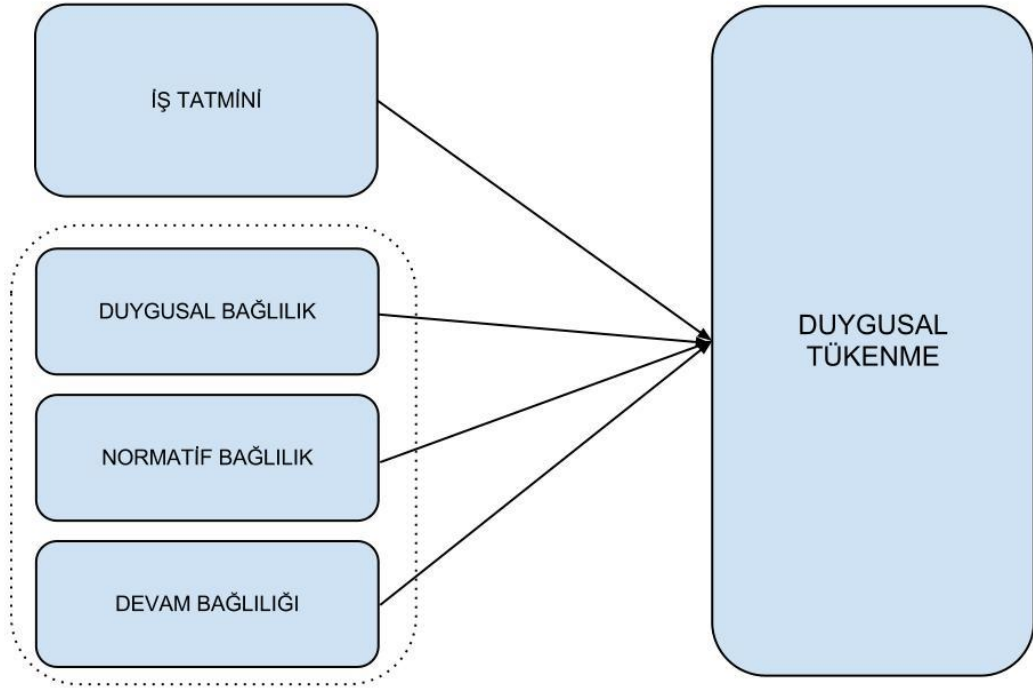 İŞ TATMİNİ
DUYGUSAL BAĞLILIK
NORMATİF BAĞLILIK
DEVAM BAĞLILIĞI
DUYGUSAL
TÜKENME